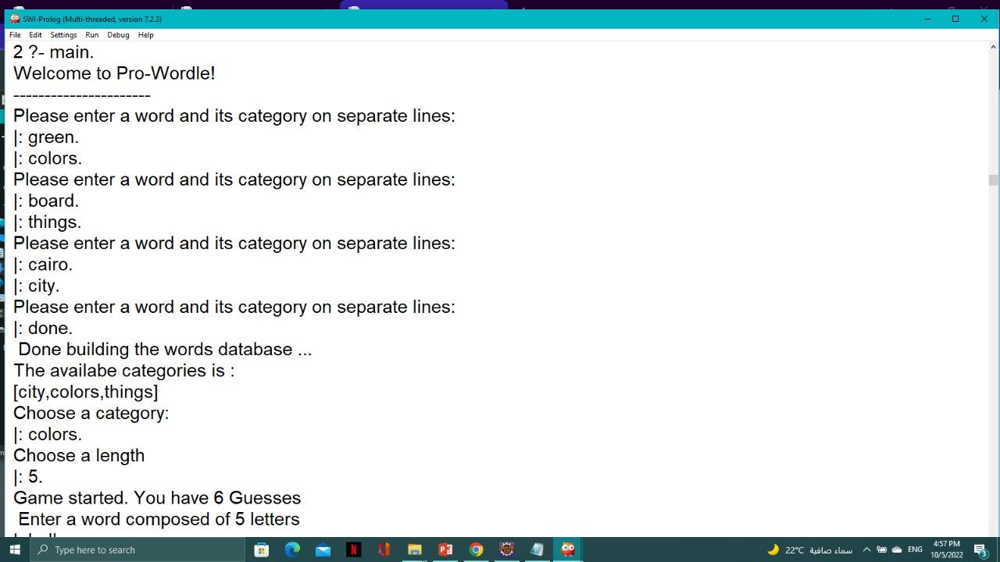 SWI-Prolog (Multi-threaded, version 7.2.3)
File Edit Settings Run Debug Help
2 ?- main.
Welcome to Pro-Wordle!
----------------------
Please enter a word and its category on separate lines:
|: green.
|: colors.
Please enter a word and its category on separate lines:
|: board.
|: things.
Please enter a word and its category on separate lines:
|: cairo.
|: city.
Please enter a word and its category on separate lines:
|: done.
Done building the words database ...
The availabe categories is :
[city,colors,things]
Choose a category:
|: colors.
Choose a length
|: 5.
Game started. You have 6 Guesses
Enter a word composed of 5 letters
Type here to search
22°C سماء صافية
ENG
4:57 PM
10/5/2022
3